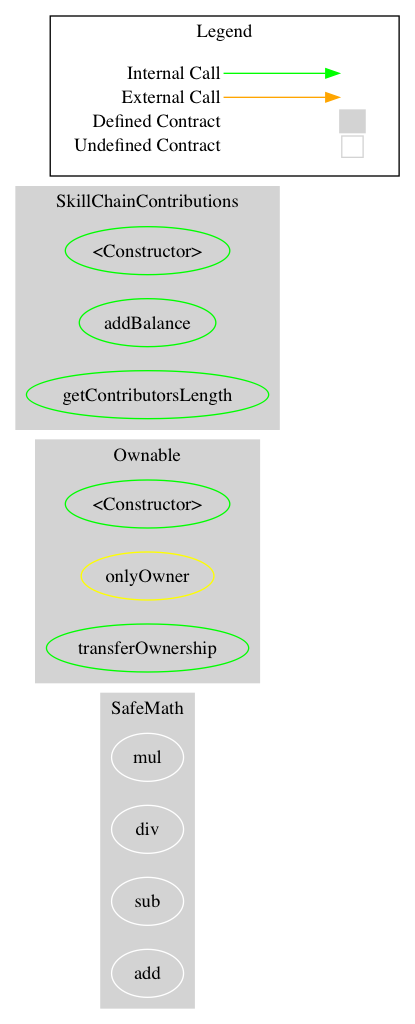 Legend
Internal Call
External Call
Defined Contract
Undefined Contract
SkillChainContributions
<Constructor>
addBalance
getContributorsLength
Ownable
<Constructor>
onlyOwner
transferOwnership
SafeMath
mul
div
sub
add